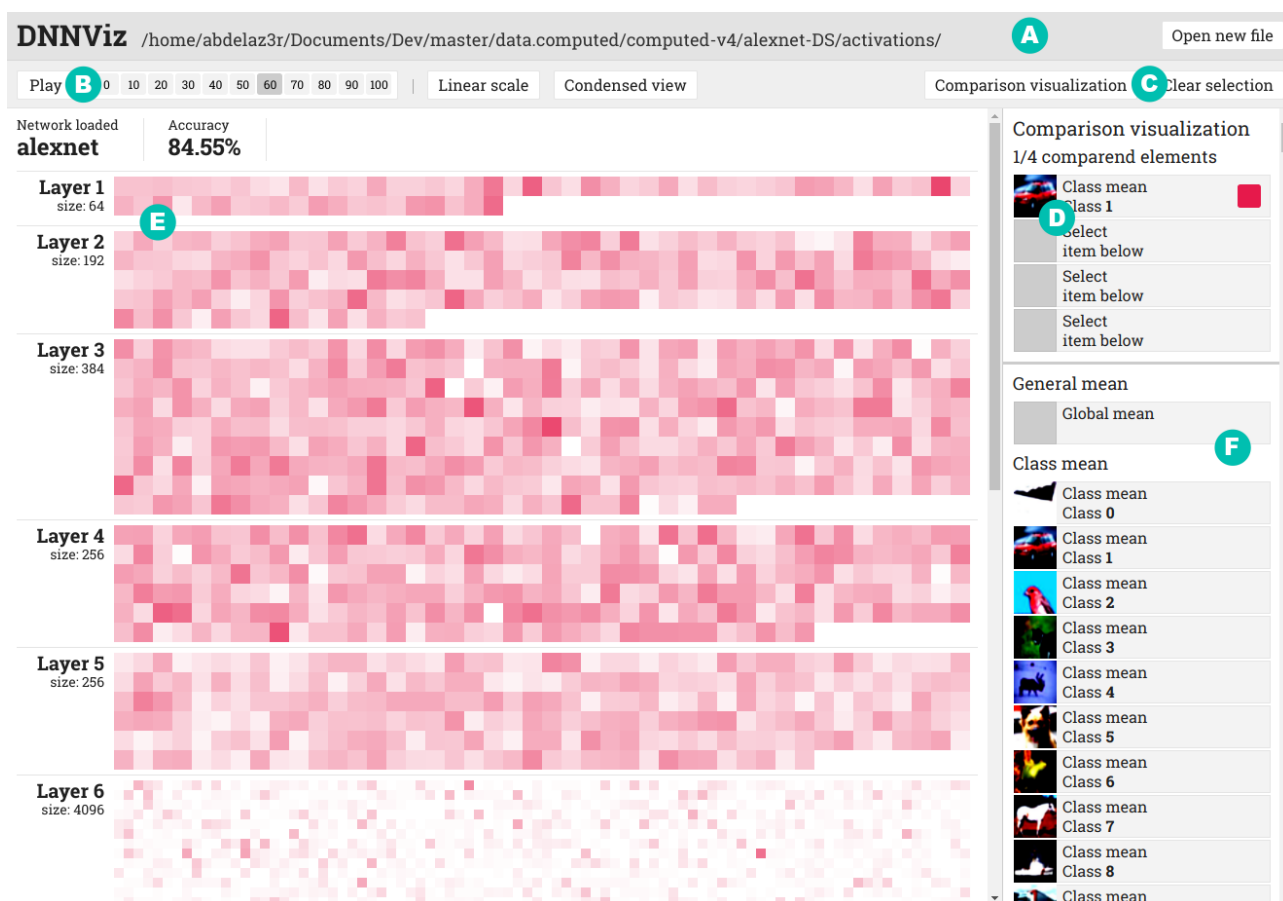 DNNViz /home/abdelaz3r/Documents/Dev/master/data.computed/computed-v4/alexnet-DS/activations/ A Open new file
Play B 0 10 20 30 40 50 60 70 80 90 100 | Linear scale Condensed view Comparison visualization C Clear selection
Network loaded
alexnet
Accuracy
84.55%
Layer 1
size: 64
E
Layer 2
size: 192
Layer 3
size: 384
Layer 4
size: 256
Layer 5
size: 256
Layer 6
size: 4096
Comparison visualization
1/4 comparend elements
Class mean
Class 1
D
Select
item below
Select
item below
Select
item below
General mean
Global mean
F
Class mean
Class mean
Class 0
Class mean
Class 1
Class mean
Class 2
Class mean
Class 3
Class mean
Class 4
Class mean
Class 5
Class mean
Class 6
Class mean
Class 7
Class mean
Class 8
Class mean